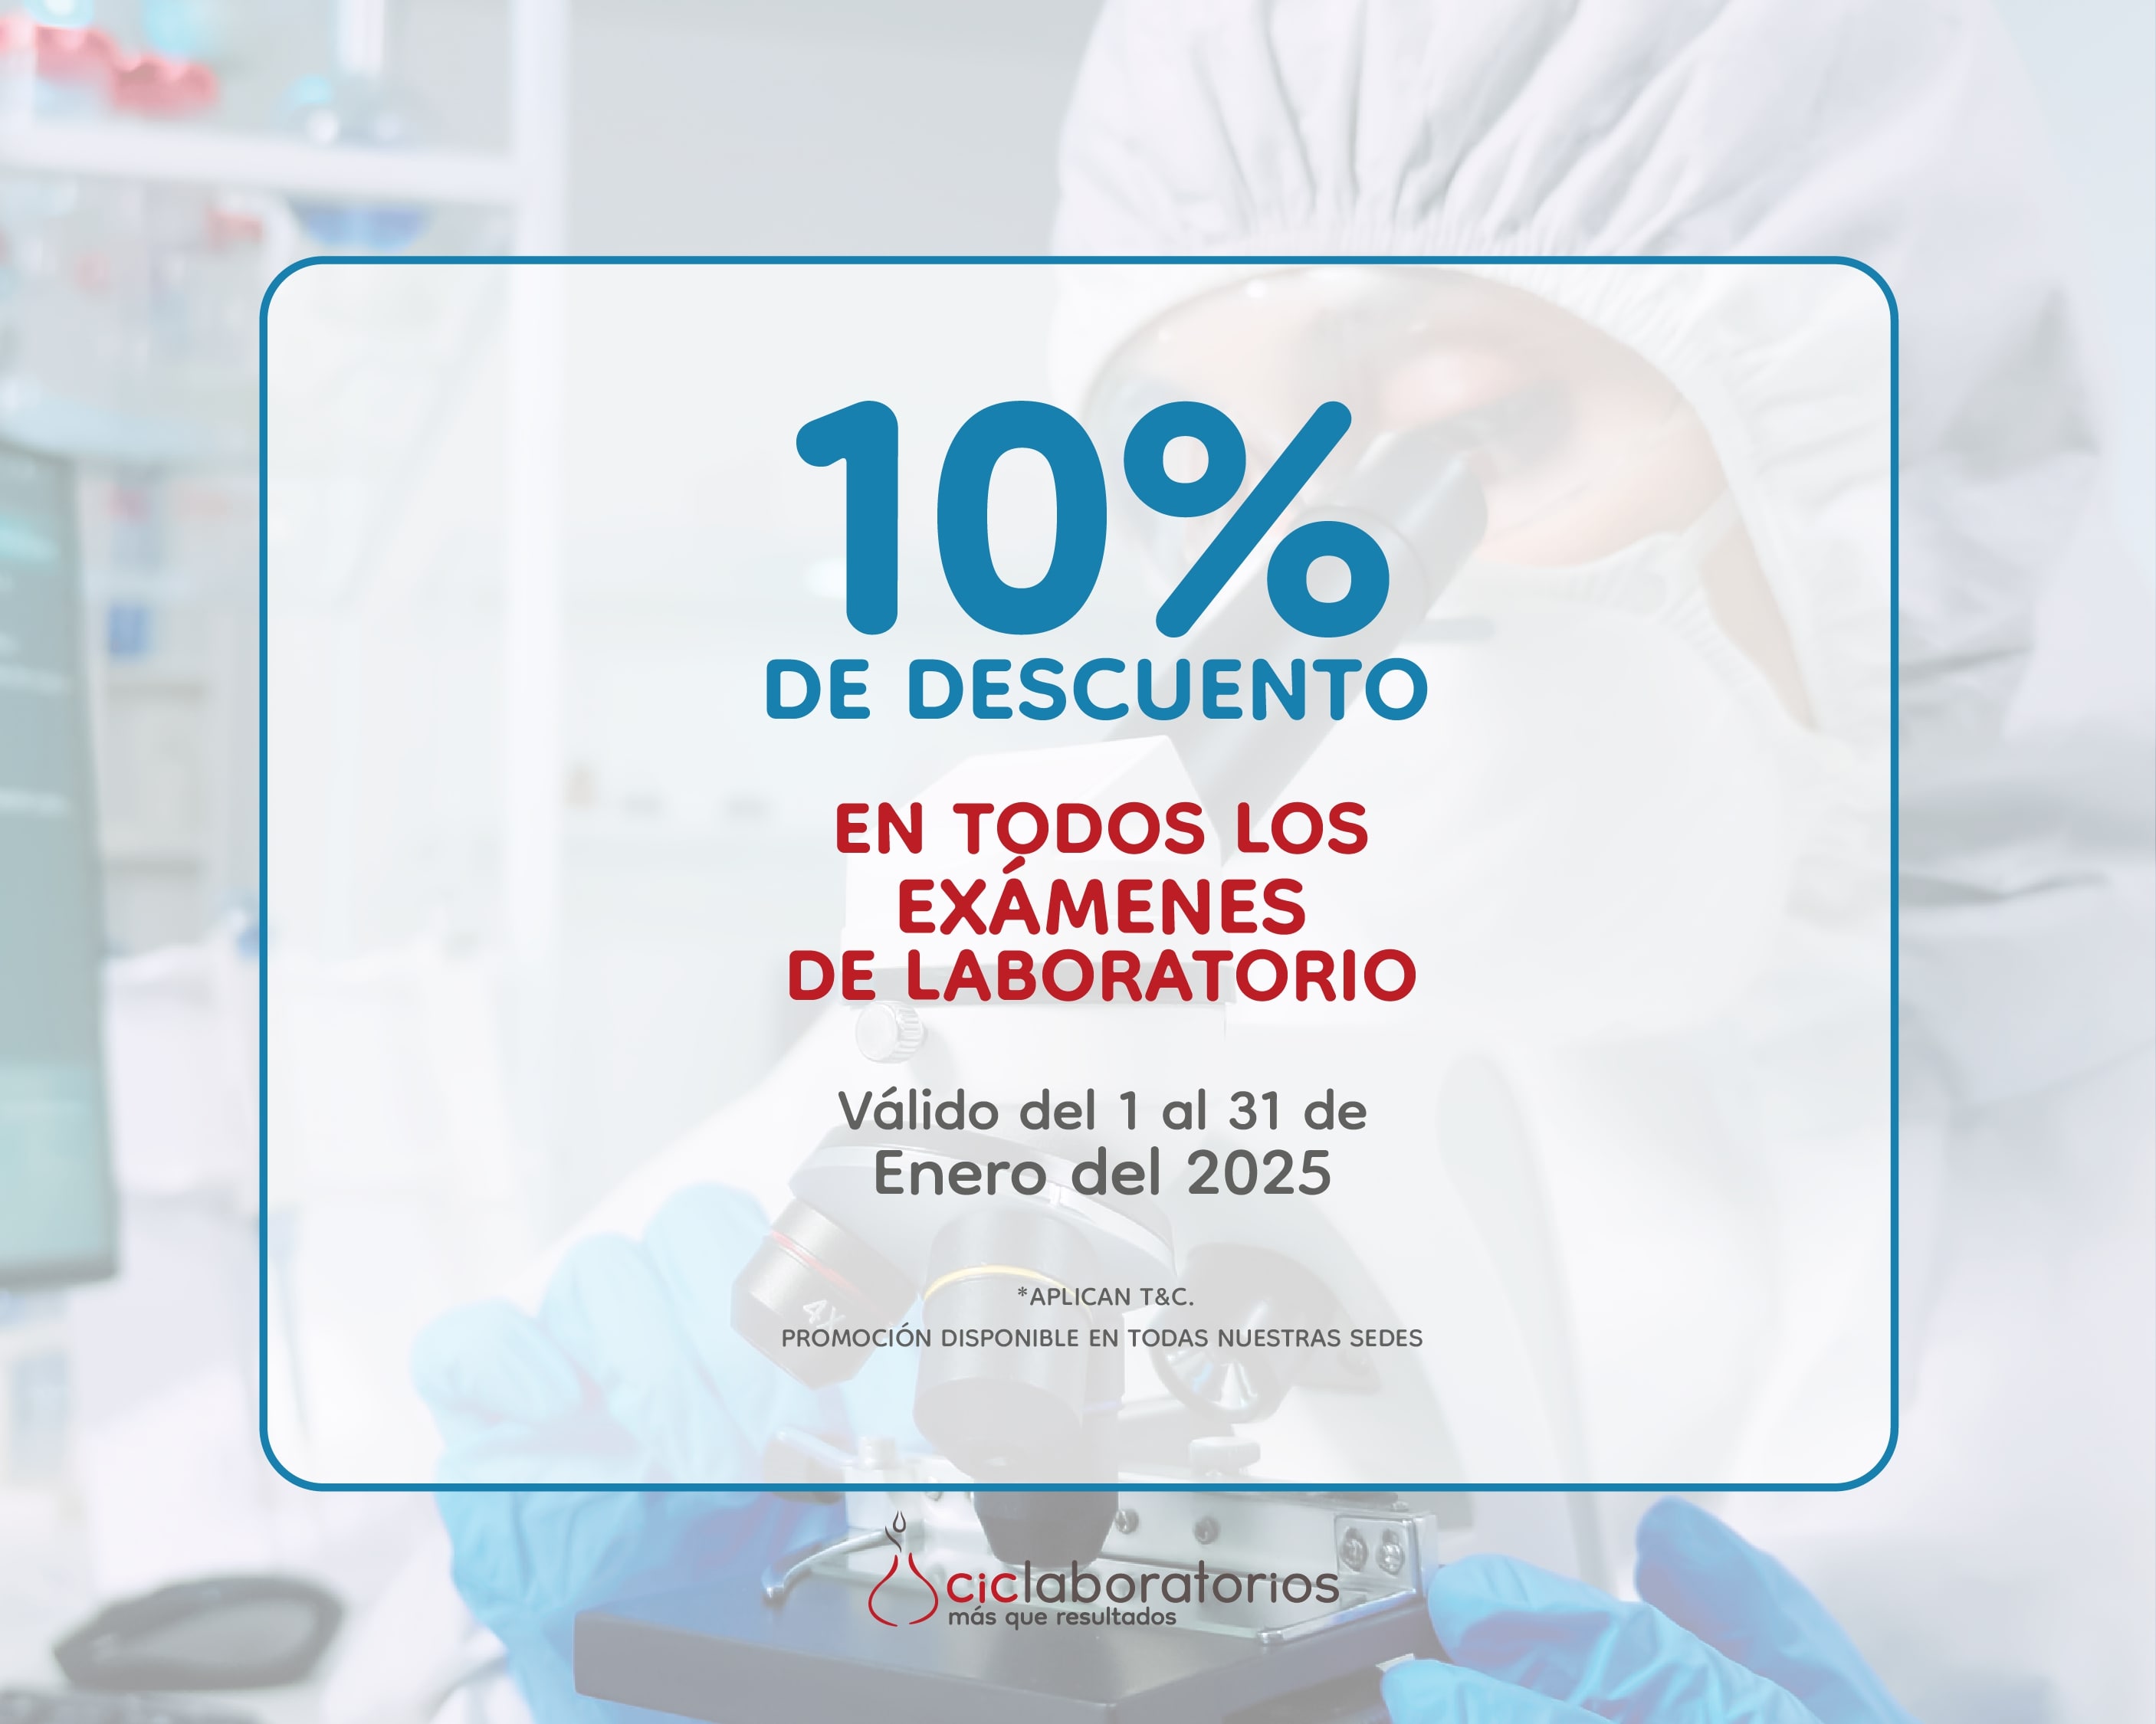 10%
DE DESCUENTO
EN TODOS LOS
EXÁMENES
DE LABORATORIO
Válido del 1 al 31 de
Enero del 2025
*APLICAN T&C.
PROMOCIÓN DISPONIBLE EN TODAS NUESTRAS SEDES
4X
ciclaboratorios
más que resultados